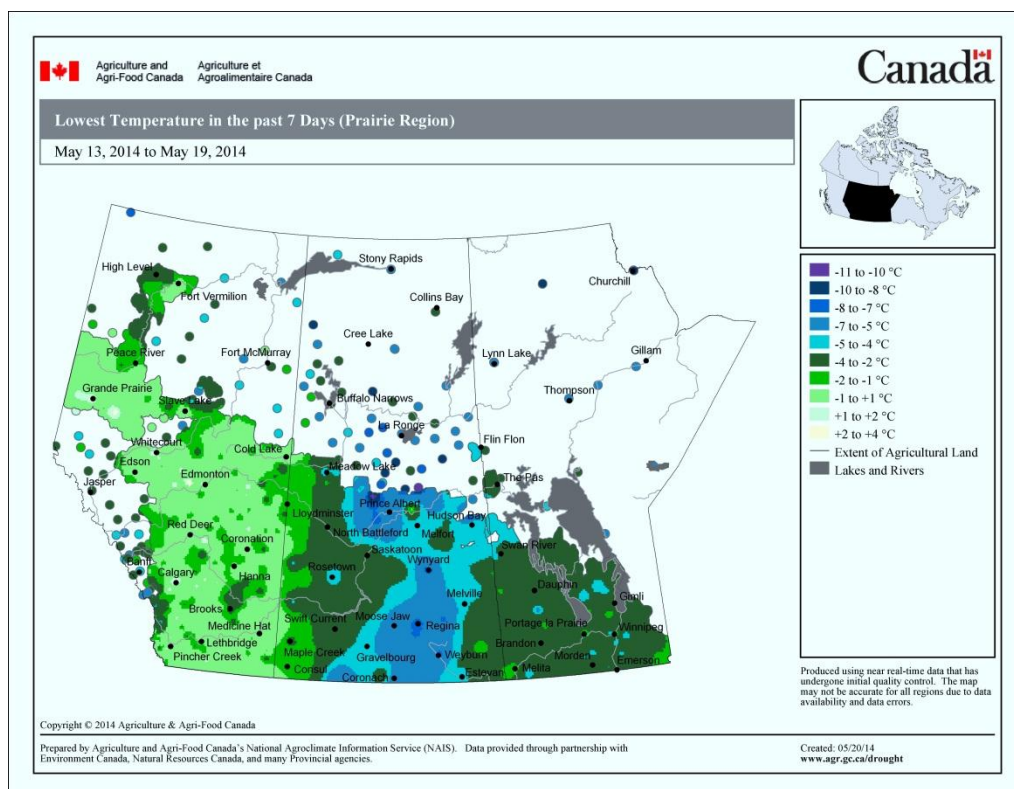 Agriculture and
Agri-Food Canada
Agriculture et
Agroalimentaire Canada
Canada
Lowest Temperature in the past 7 Days (Prairie Region)
May 13, 2014 to May 19, 2014
High Level
Fort Vermilion
Stony Rapids
Churchill
Collins Bay
Cree Lake
Peace River
Fort McMurray
Lynn Lake
Gillam
Grande Prairie
Slave Lake
Buffalo Narrows
Thompson
La Ronge
Whitecourt
Cold Lake
Flin Flon
Edson
Edmonton
Meadow Lake
The Pas
Jasper
Lloydminster
Prince Albert
Hudson Bay
Red Deer
North Battleford
Melfort
Coronation
Saskatoon
Swan River
Banff
Calgary
Hanna
Rosetown
Wynyard
Dauphin
Brooks
Melville
Gimli
Medicine Hat
Swift Current
Moose Jaw
Regina
Portage la Prairie
Winnipeg
Lethbridge
Brandon
Pincher Creek
Maple Creek
Gravelbourg
Weyburn
Morden
Consul
Coronach
Estevan
Melita
Emerson
-11 to -10 °C
-10 to -8 °C
-8 to -7 °C
-7 to -5 °C
-5 to -4 °C
-4 to -2 °C
-2 to -1 °C
-1 to +1 °C
+1 to +2 °C
+2 to +4 °C
Extent of Agricultural Land
Lakes and Rivers
Produced using near real-time data that has
undergone initial quality control.  The map
may not be accurate for all regions due to data
availability and data errors.
Copyright © 2014 Agriculture & Agri-Food Canada
Prepared by Agriculture and Agri-Food Canada's National Agroclimate Information Service (NAIS).   Data provided through partnership with
Environment Canada, Natural Resources Canada, and many Provincial agencies.
Created: 05/20/14
www.agr.gc.ca/drought